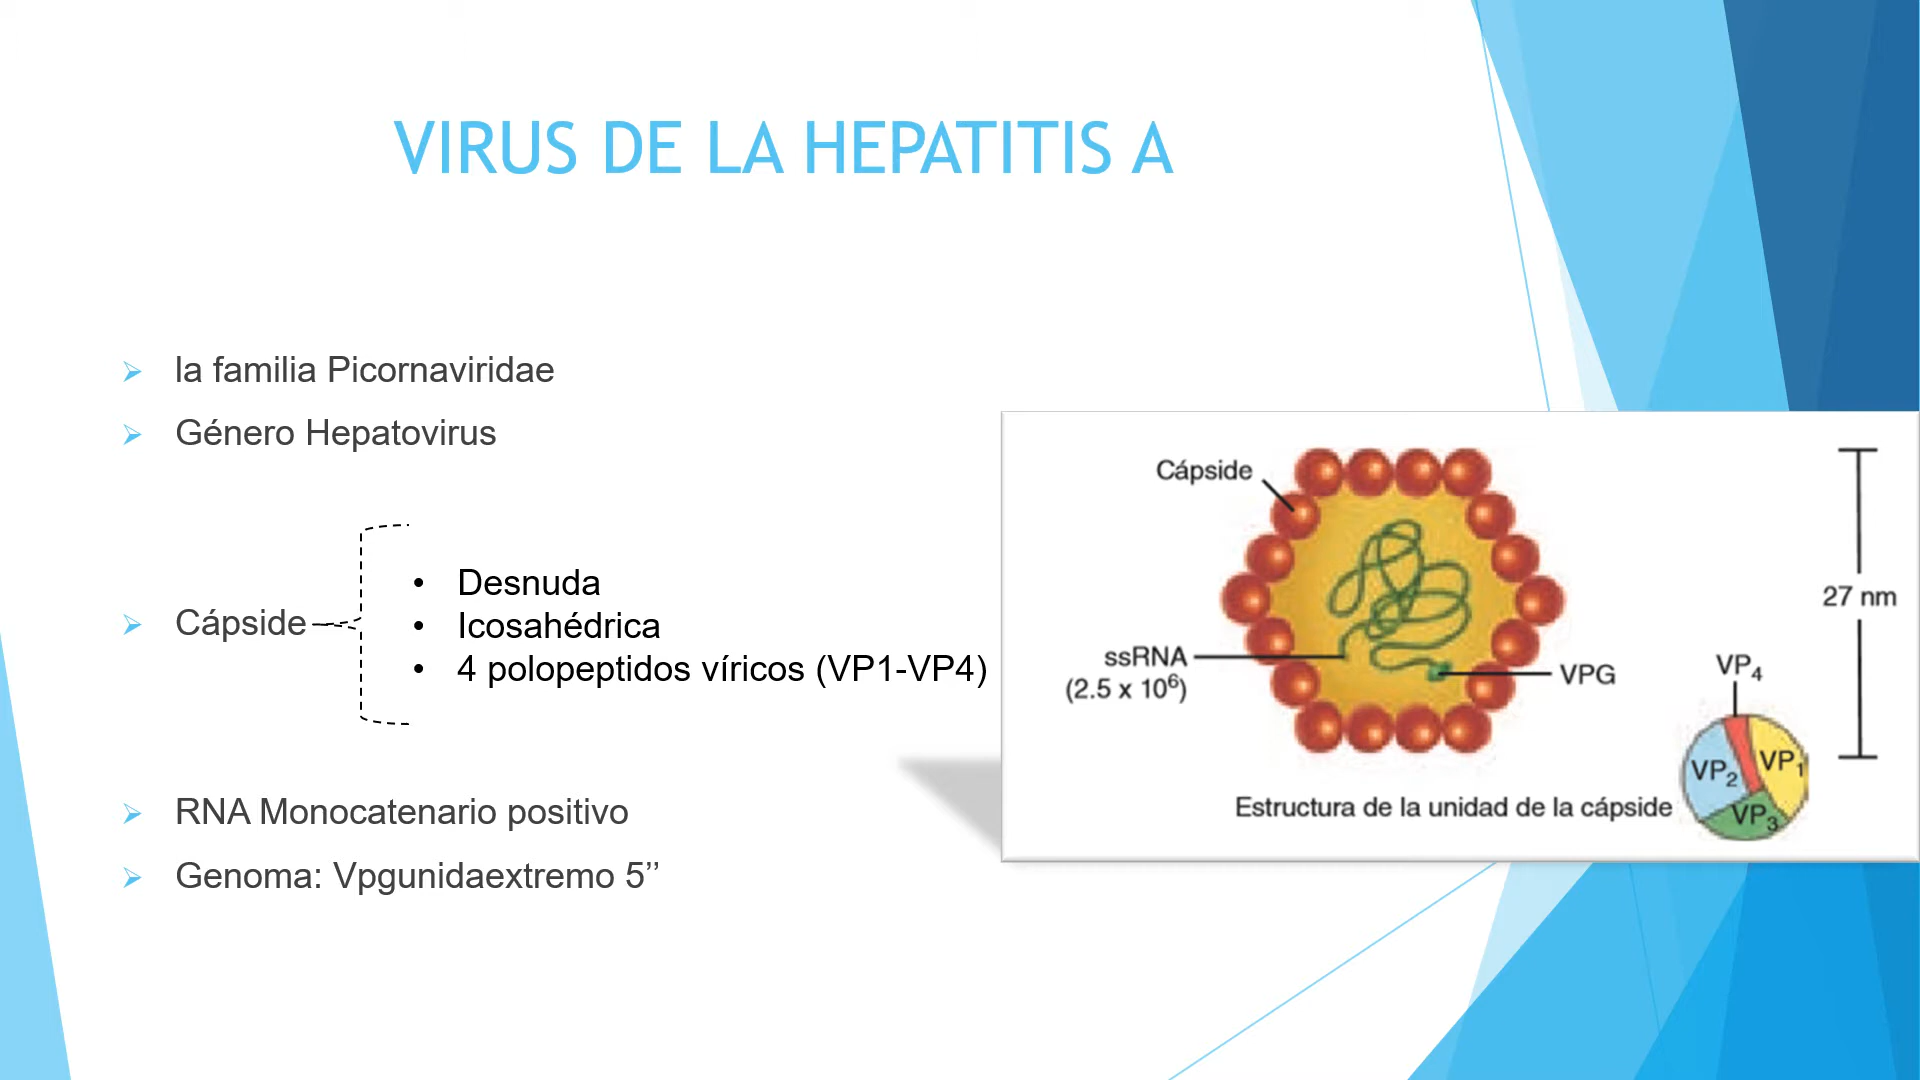 VIRUS DE LA HEPATITIS A
la familia Picornaviridae
Género Hepatovirus
Cápside
• Desnuda
• Icosahédrica
• 4 polopeptidos víricos (VP1-VP4)
RNA Monocatenario positivo
Genoma: Vpgunidaextremo 5’’
Cápside
27 nm
ssRNA
(2.5 x 10⁶)
VPG
VP₄
VP₂
VP₁
VP₃
Estructura de la unidad de la cápside